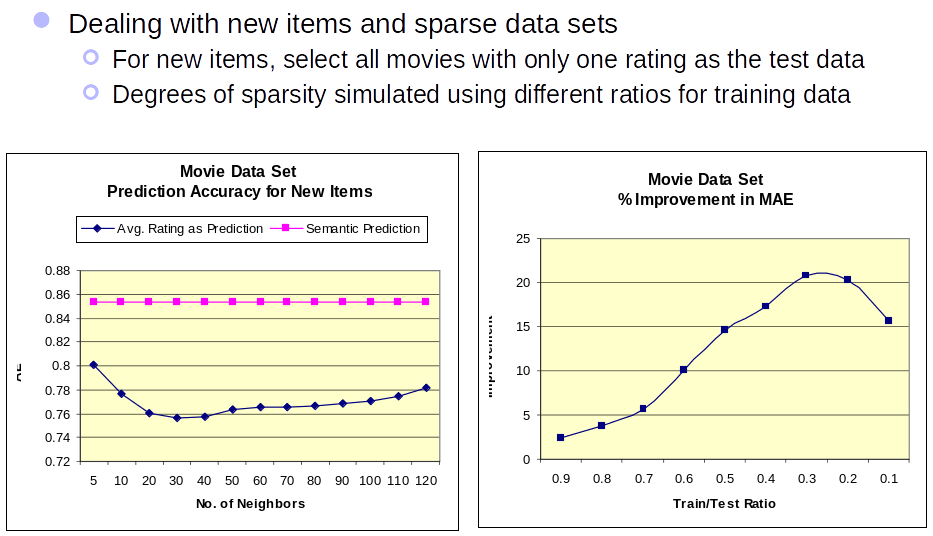 Dealing with new items and sparse data sets
For new items, select all movies with only one rating as the test data
Degrees of sparsity simulated using different ratios for training data
Movie Data Set
Prediction Accuracy for New Items
Avg. Rating as Prediction Semantic Prediction
0.88
0.86
0.84
0.82
0.8
0.78
0.76
0.74
0.72
5 10 20 30 40 50 60 70 80 90 100 110 120
No. of Neighbors
Movie Data Set
% Improvement in MAE
25
20
15
10
5
0
0.9 0.8 0.7 0.6 0.5 0.4 0.3 0.2 0.1
Train/Test Ratio